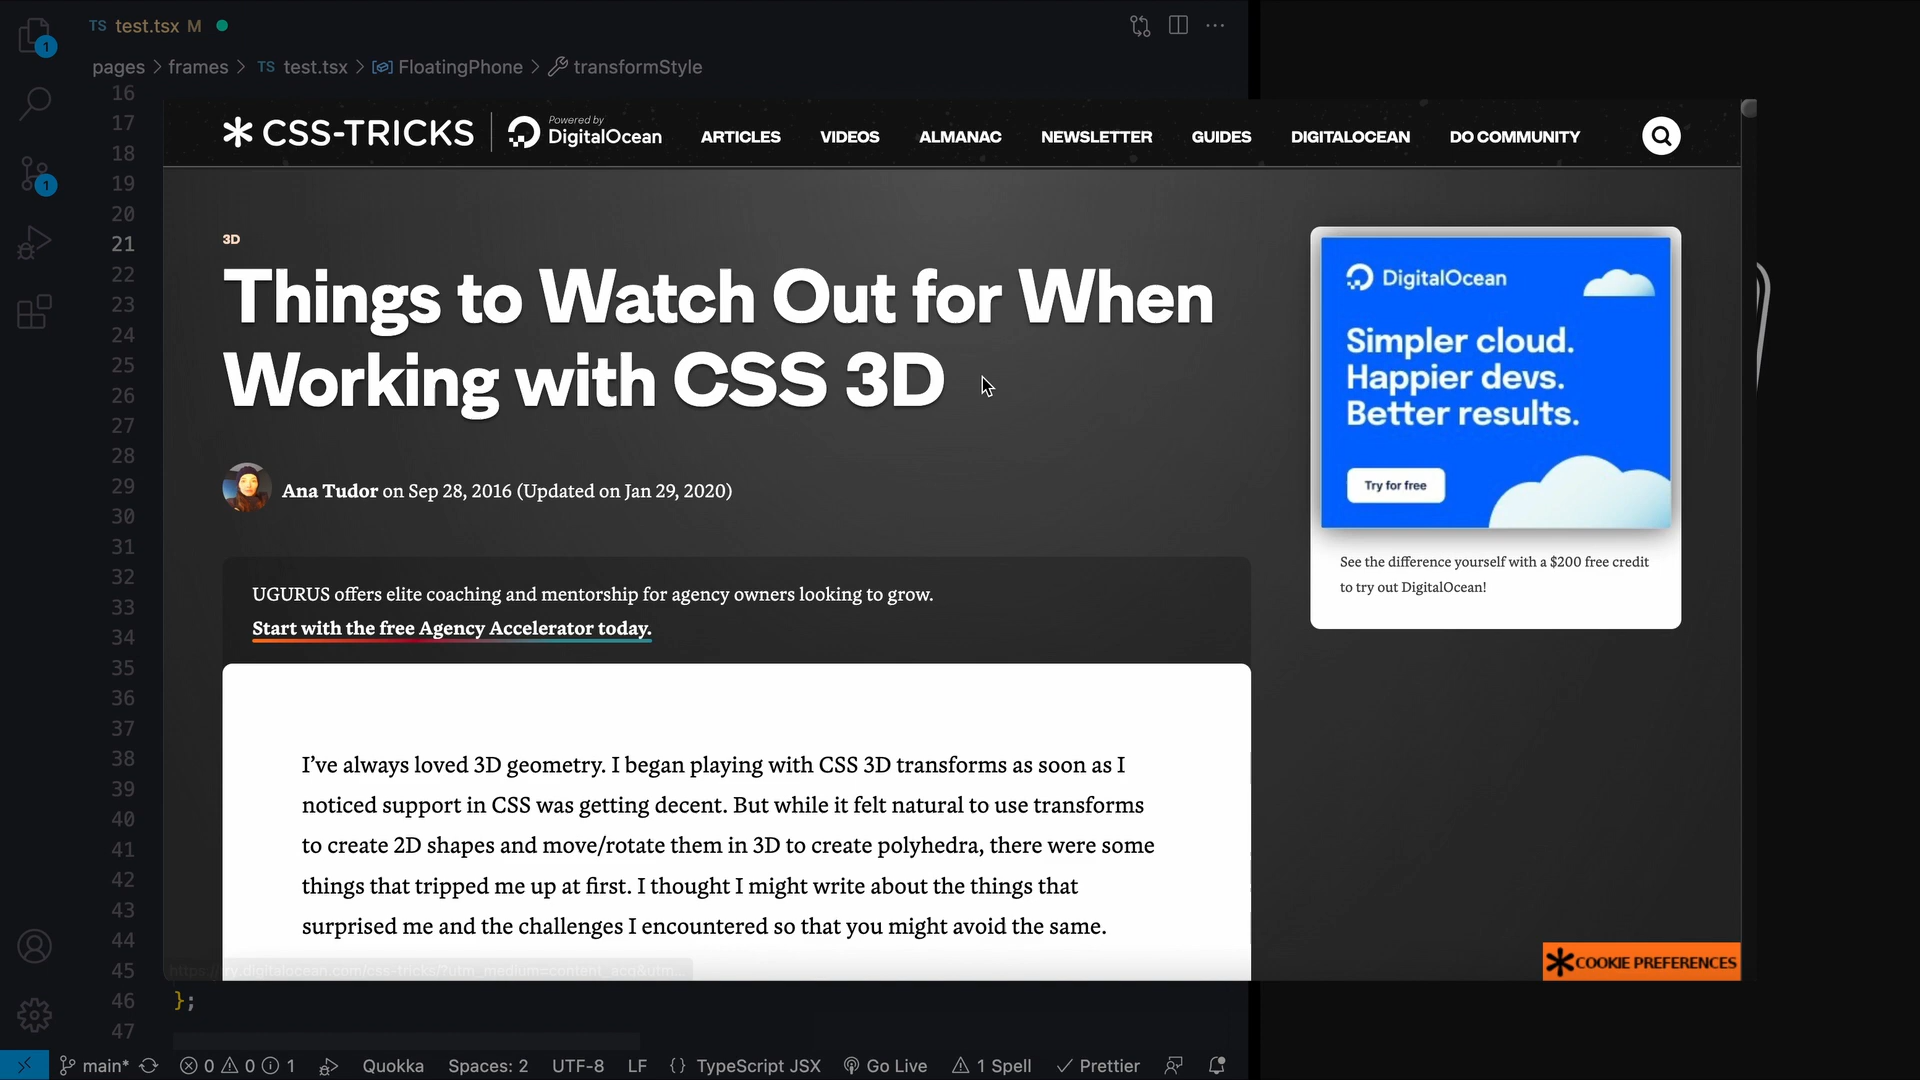 TS test.tsx M
pages > frames > TS test.tsx > FloatingPhone > transformStyle
1
1
16
17
18
19
20
21
22
23
24
25
26
27
28
29
30
31
32
33
34
35
36
37
38
39
40
41
42
43
44
45
46 };
47
CSS-TRICKS
Powered by
DigitalOcean
ARTICLES VIDEOS ALMANAC NEWSLETTER GUIDES DIGITALOCEAN DO COMMUNITY
3D
Things to Watch Out for When
Working with CSS 3D
Ana Tudor on Sep 28, 2016 (Updated on Jan 29, 2020)
UGURUS offers elite coaching and mentorship for agency owners looking to grow.
Start with the free Agency Accelerator today.
DigitalOcean
Simpler cloud.
Happier devs.
Better results.
Try for free
See the difference yourself with a $200 free credit
to try out DigitalOcean!
I’ve always loved 3D geometry. I began playing with CSS 3D transforms as soon as I
noticed support in CSS was getting decent. But while it felt natural to use transforms
to create 2D shapes and move/rotate them in 3D to create polyhedra, there were some
things that tripped me up at first. I thought I might write about the things that
surprised me and the challenges I encountered so that you might avoid the same.
COOKIE PREFERENCES
main* 0 0 1 Quokka Spaces: 2 UTF-8 LF {} TypeScript JSX Go Live 1 Spell Prettier